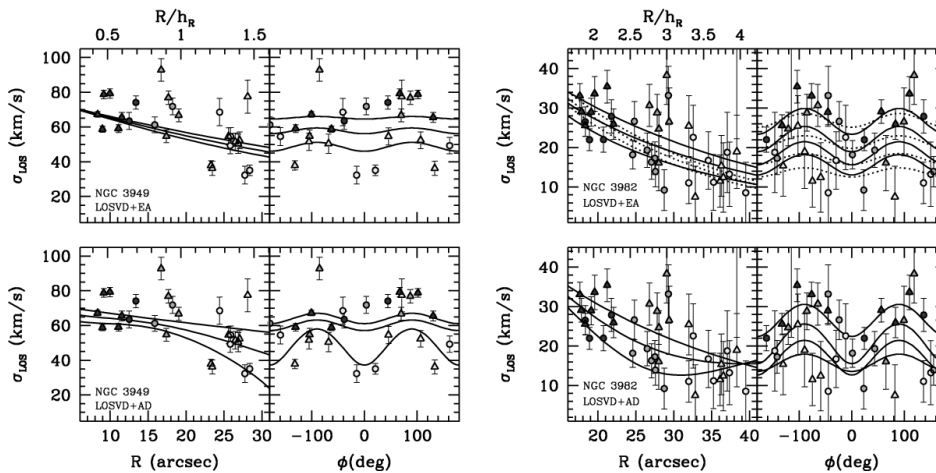 R/h_R
0.5 1 1.5
σ_LOS (km/s)
100
80
60
40
20
NGC 3949
LOSVD+EA
σ_LOS (km/s)
100
80
60
40
20
NGC 3949
LOSVD+AD
10 15 20 25 30
R (arcsec)
-100 0 100
ϕ(deg)
R/h_R
2 2.5 3 3.5 4
σ_LOS (km/s)
40
30
20
10
NGC 3982
LOSVD+EA
σ_LOS (km/s)
40
30
20
10
NGC 3982
LOSVD+AD
20 25 30 35 40
R (arcsec)
-100 0 100
ϕ(deg)